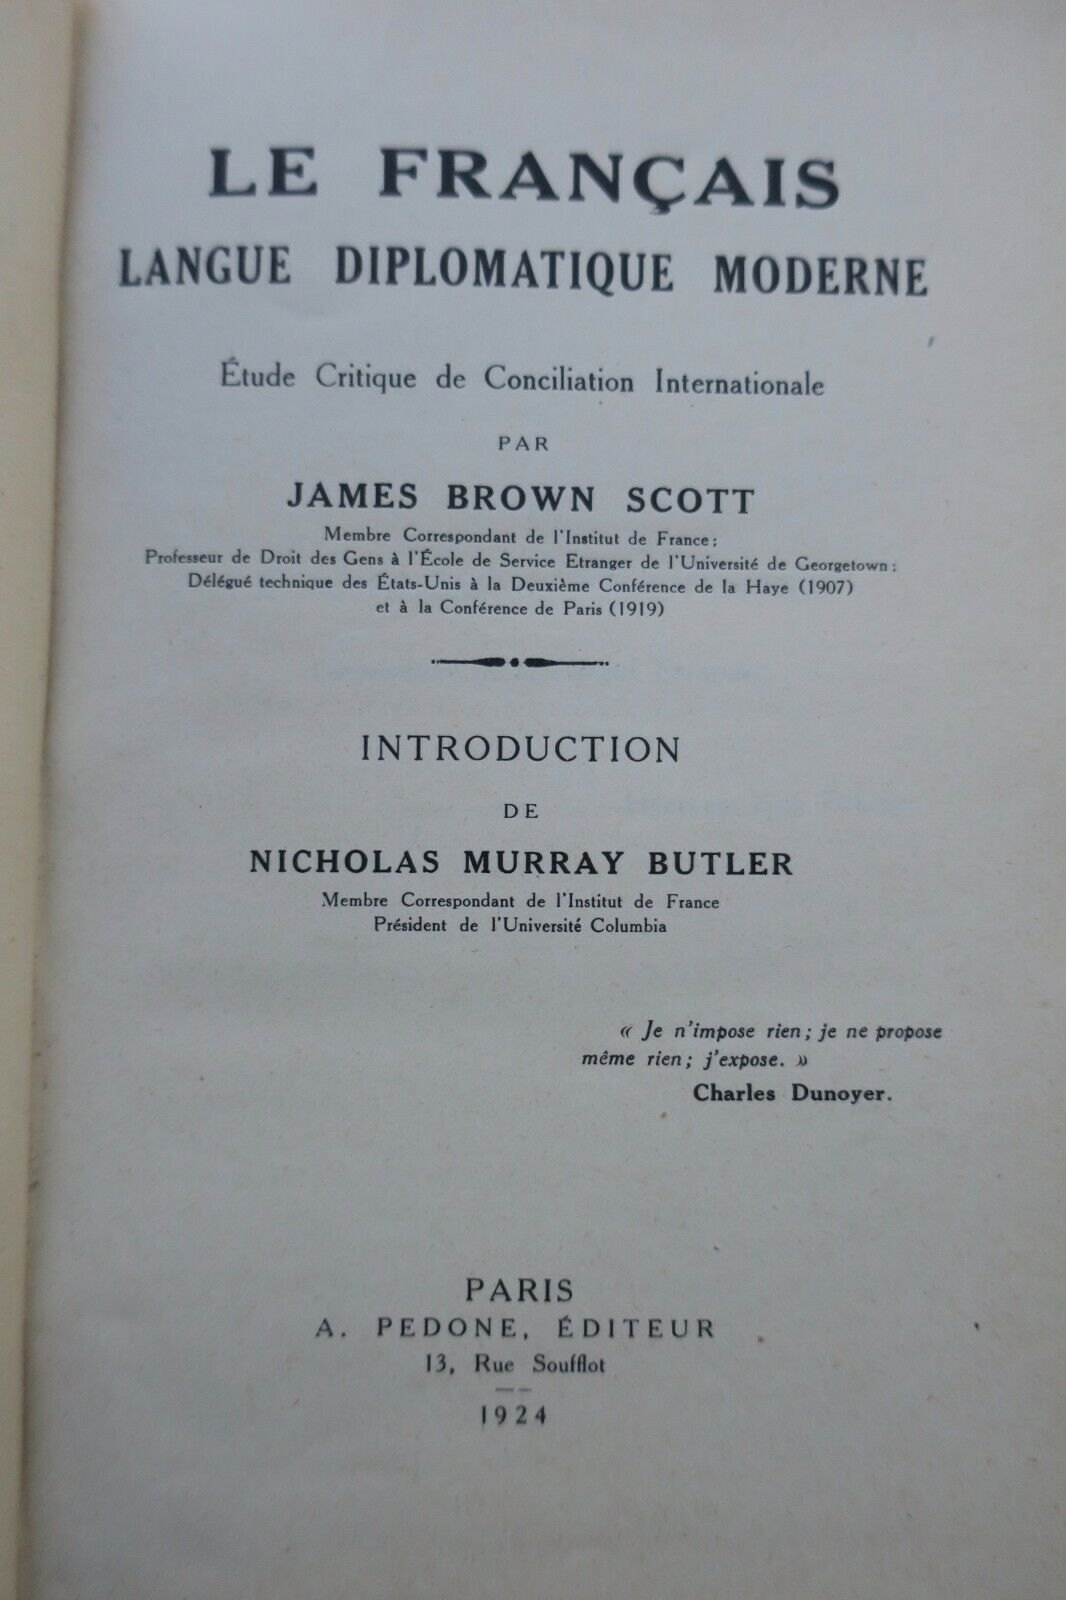 LE FRANÇAIS
LANGUE DIPLOMATIQUE MODERNE
Étude Critique de Conciliation Internationale
PAR
JAMES BROWN SCOTT
Membre Correspondant de l'Institut de France;
Professeur de Droit des Gens à l'École de Service Etranger de l'Université de Georgetown;
Délégué technique des États-Unis à la Deuxième Conférence de la Haye (1907)
et à la Conférence de Paris (1919)
INTRODUCTION
DE
NICHOLAS MURRAY BUTLER
Membre Correspondant de l'Institut de France
Président de l'Université Columbia
« Je n'impose rien; je ne propose
même rien; j'expose. »
Charles Dunoyer.
PARIS
A. PEDONE, ÉDITEUR
13, Rue Soufflot
1924